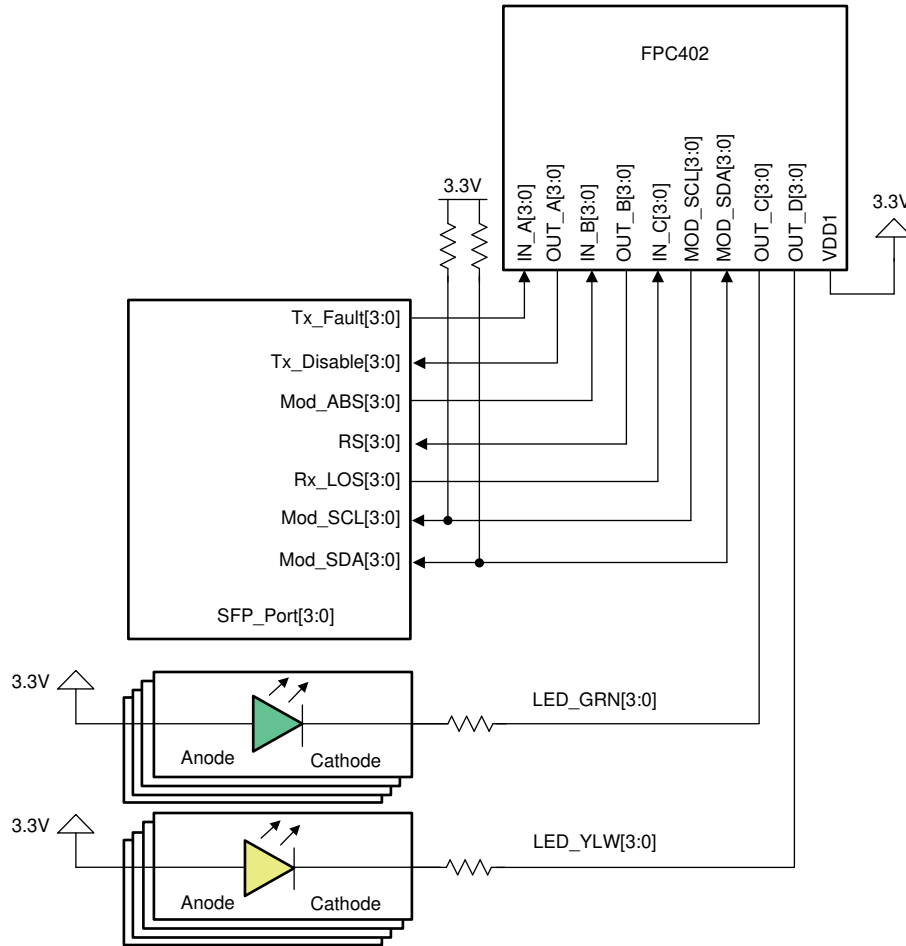 FPC402
3.3V
3.3V
IN_A[3:0]
OUT_A[3:0]
IN_B[3:0]
OUT_B[3:0]
IN_C[3:0]
MOD_SCL[3:0]
MOD_SDA[3:0]
OUT_C[3:0]
OUT_D[3:0]
VDD1
Tx_Fault[3:0]
Tx_Disable[3:0]
Mod_ABS[3:0]
RS[3:0]
Rx_LOS[3:0]
Mod_SCL[3:0]
Mod_SDA[3:0]
SFP_Port[3:0]
3.3V
LED_GRN[3:0]
Anode
Cathode
3.3V
LED_YLW[3:0]
Anode
Cathode